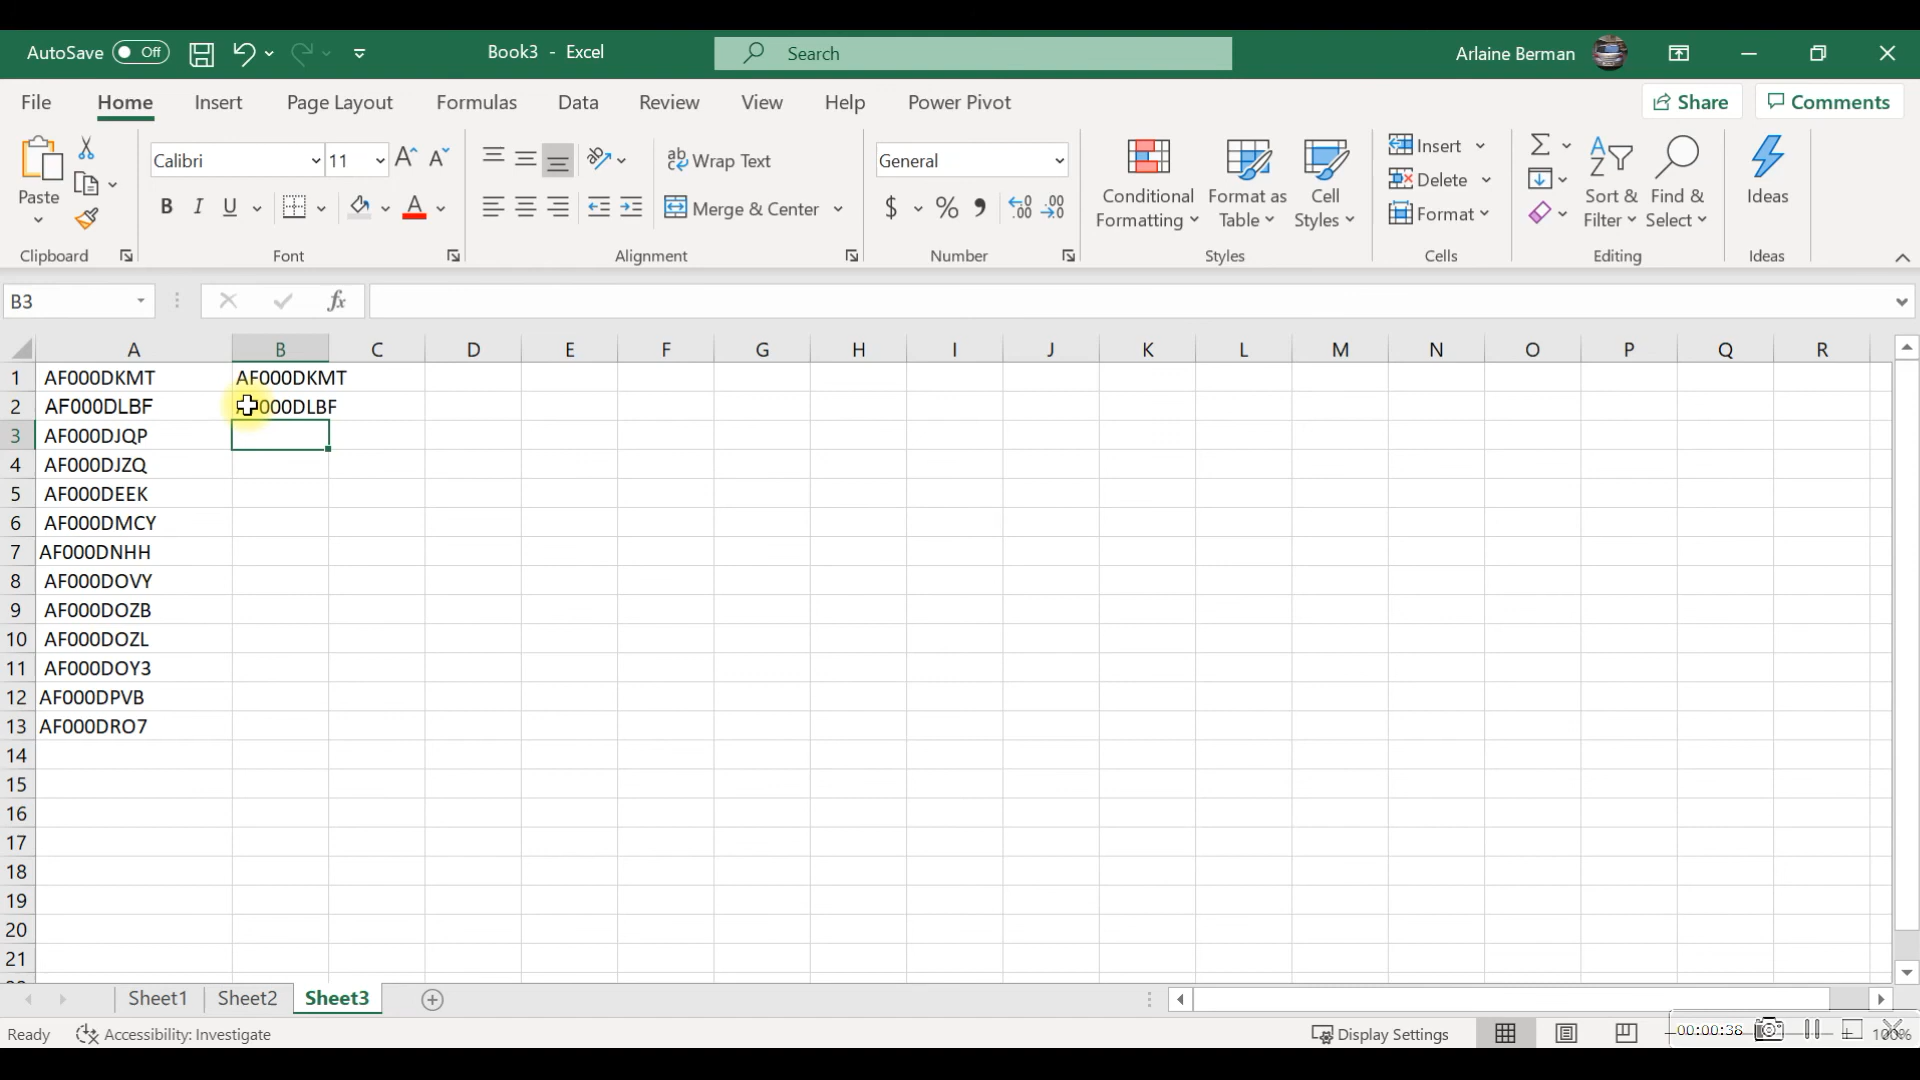 AutoSave Off Book3 - Excel Search Arlaine Berman
File Home Insert Page Layout Formulas Data Review View Help Power Pivot Share Comments
Paste Calibri 11 ab Wrap Text General Conditional Formatting Format as Table Cell Styles Insert Sort & Filter Find & Select Ideas
B I U A Merge & Center $ % Delete
Format
Clipboard Font Alignment Number Styles Cells Editing Ideas
B3 fx
A B C D E F G H I J K L M N O P Q R
1 AF000DKMT AF000DKMT
2 AF000DLBF 000DLBF
3 AF000DJQP
4 AF000DJZQ
5 AF000DEEK
6 AF000DMCY
7 AF000DNHH
8 AF000DOVY
9 AF000DOZB
10 AF000DOZL
11 AF000DOY3
12 AF000DPVB
13 AF000DRO7
14
15
16
17
18
19
20
21
Sheet1 Sheet2 Sheet3
Ready Accessibility: Investigate Display Settings 00:00:38 100%